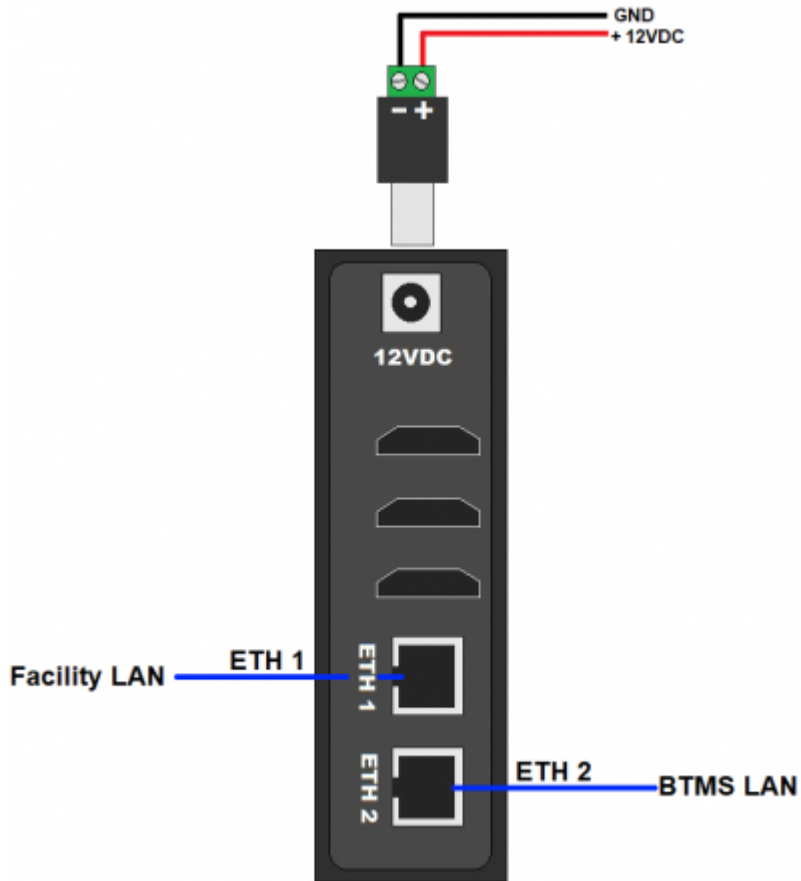 GND
+ 12VDC
− +
12VDC
Facility LAN
ETH 1
ETH 1
ETH 2
ETH 2
BTMS LAN